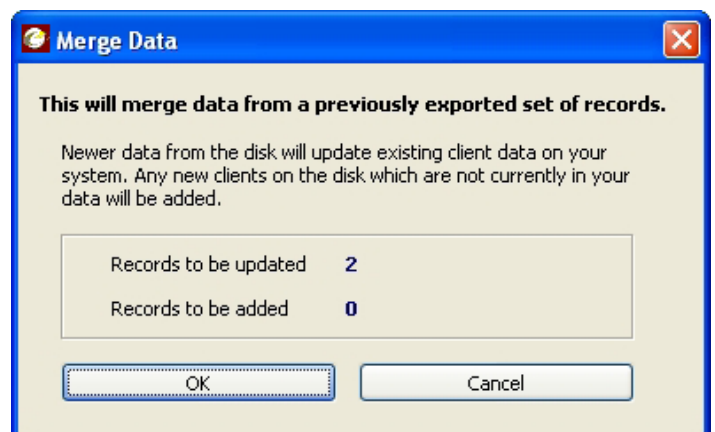 Merge Data
This will merge data from a previously exported set of records.
Newer data from the disk will update existing client data on your
system. Any new clients on the disk which are not currently in your
data will be added.
Records to be updated 2
Records to be added 0
OK Cancel